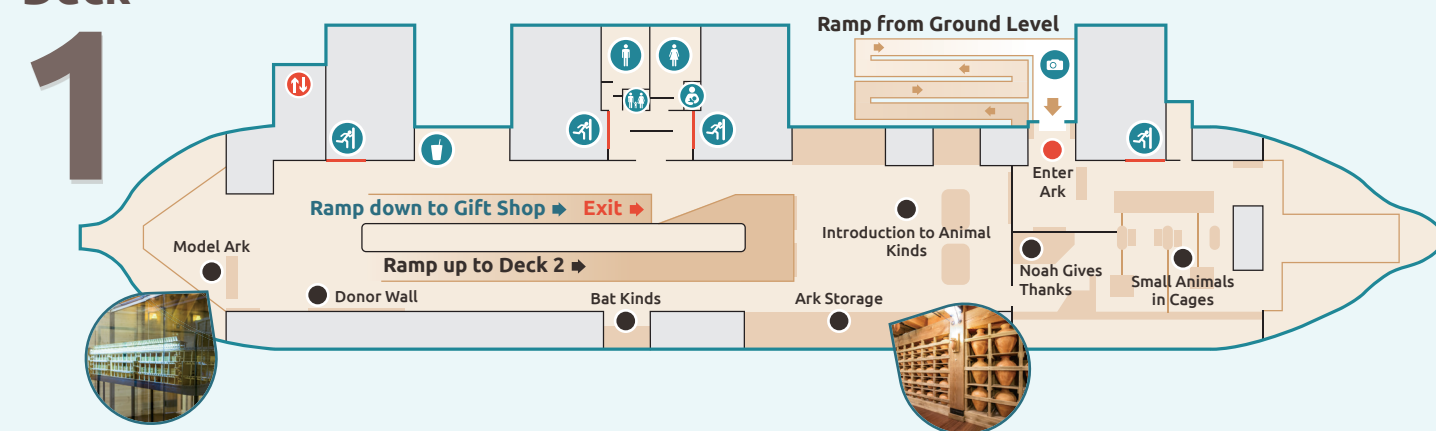 Deck
1
Ramp from Ground Level
Enter
Ark
Ramp down to Gift Shop
Exit
Introduction to Animal
Kinds
Model Ark
Ramp up to Deck 2
Noah Gives
Thanks
Small Animals
in Cages
Donor Wall
Bat Kinds
Ark Storage